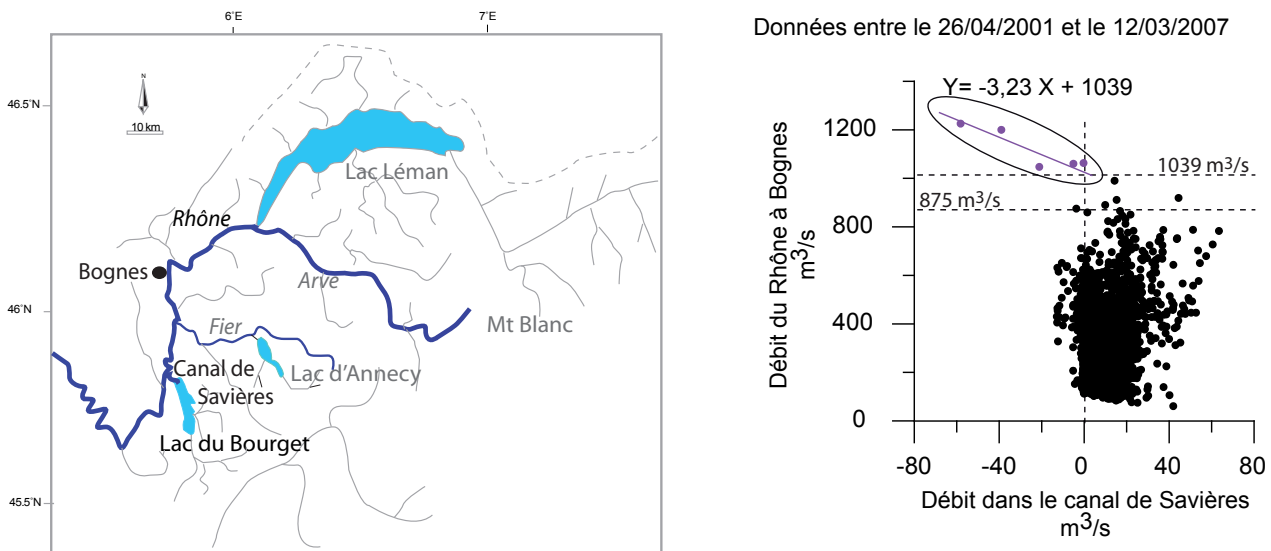 6°E
7°E
46.5°N
N
10 km
Lac Léman
Rhône
Bognes
Arve
46°N
Mt Blanc
Fier
Canal de
Savières
Lac d'Annecy
Lac du Bourget
45.5°N
Données entre le 26/04/2001 et le 12/03/2007
Y= -3,23 X + 1039
1039 m³/s
875 m³/s
Débit du Rhône à Bognes
m³/s
1200
800
400
0
-80
-40
0
40
80
Débit dans le canal de Savières
m³/s